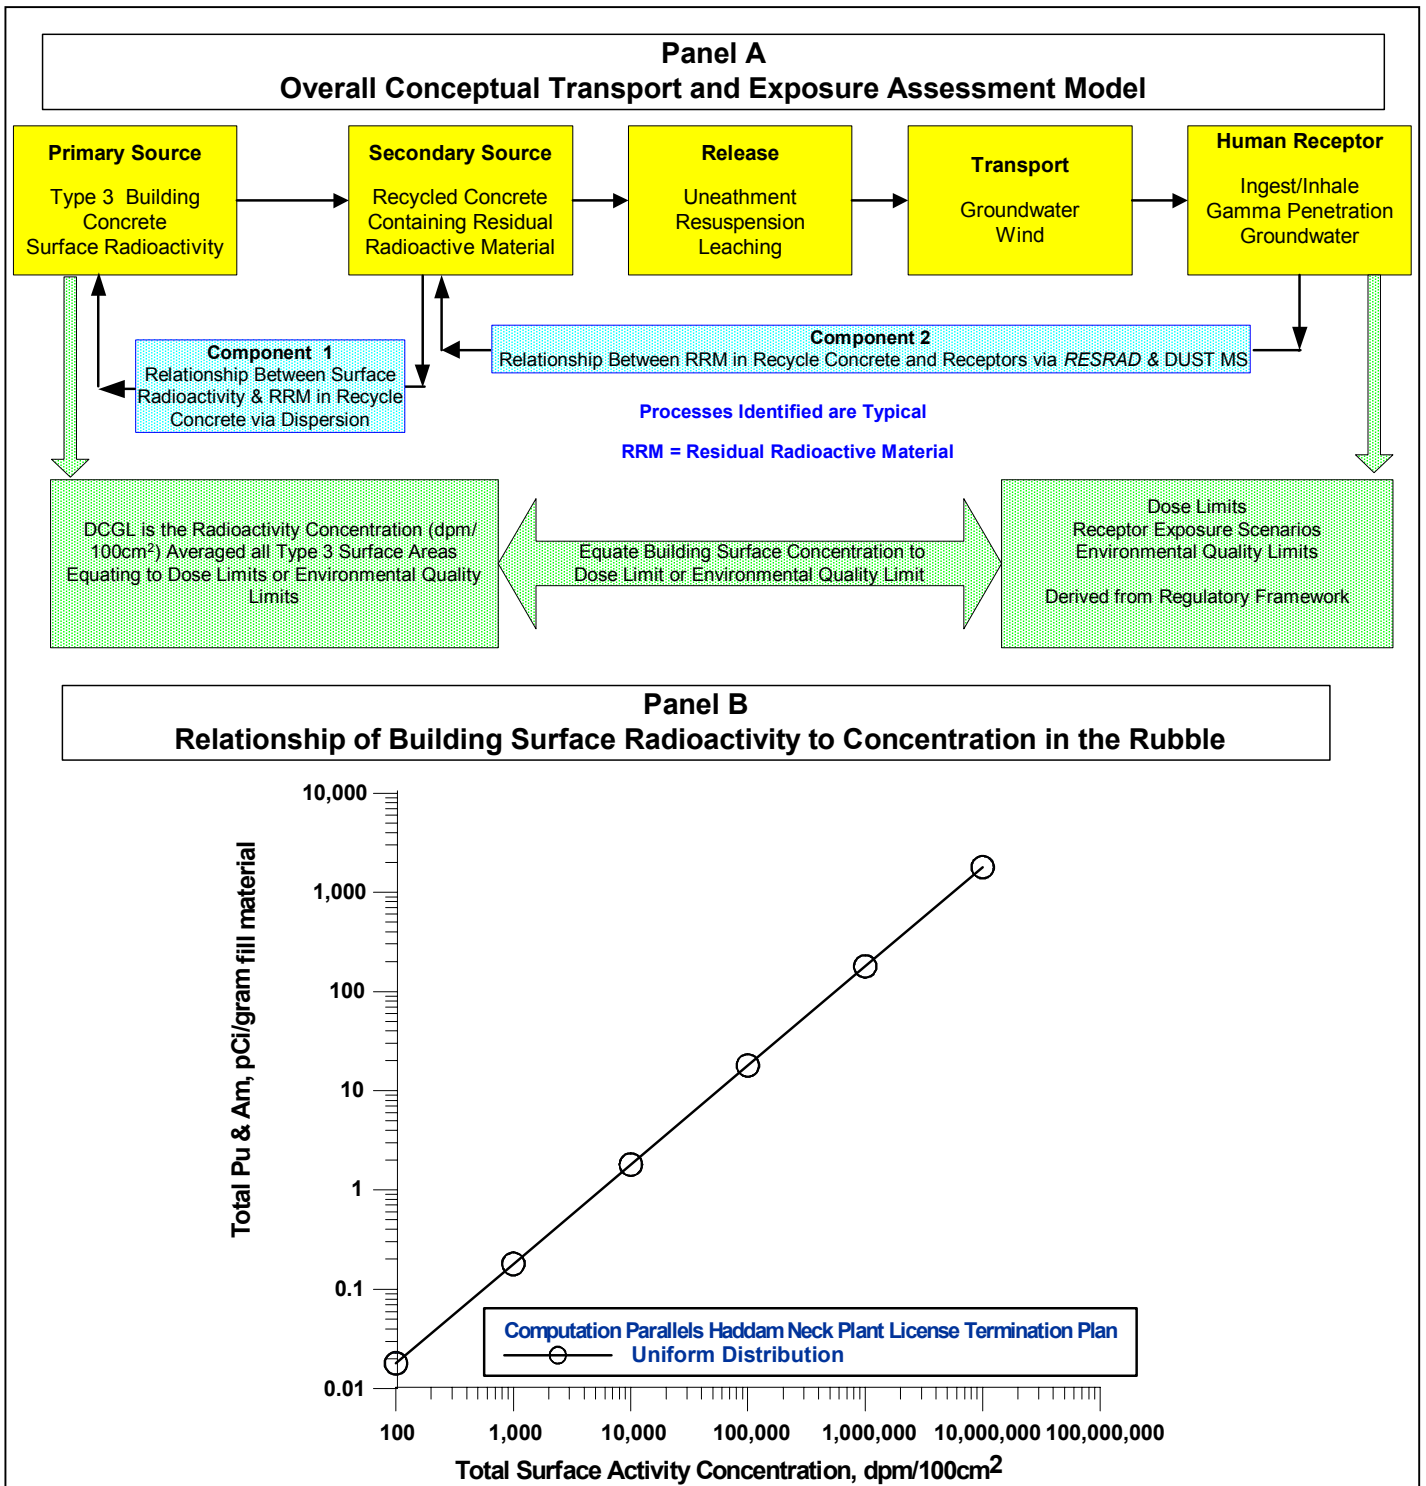 Panel A
Overall Conceptual Transport and Exposure Assessment Model
Primary Source
Type 3 Building
Concrete
Surface Radioactivity
Secondary Source
Recycled Concrete
Containing Residual
Radioactive Material
Release
Uneathment
Resuspension
Leaching
Transport
Groundwater
Wind
Human Receptor
Ingest/Inhale
Gamma Penetration
Groundwater
Component 1
Relationship Between Surface
Radioactivity & RRM in Recycle
Concrete via Dispersion
Component 2
Relationship Between RRM in Recycle Concrete and Receptors via RESRAD & DUST MS
Processes Identified are Typical
RRM = Residual Radioactive Material
DCGL is the Radioactivity Concentration (dpm/
100cm²) Averaged all Type 3 Surface Areas
Equating to Dose Limits or Environmental Quality
Limits
Equate Building Surface Concentration to
Dose Limit or Environmental Quality Limit
Dose Limits
Receptor Exposure Scenarios
Environmental Quality Limits
Derived from Regulatory Framework
Panel B
Relationship of Building Surface Radioactivity to Concentration in the Rubble
Total Pu & Am, pCi/gram fill material
10,000
1,000
100
10
1
0.1
0.01
Computation Parallels Haddam Neck Plant License Termination Plan
Uniform Distribution
100 1,000 10,000 100,000 1,000,000 10,000,000 100,000,000
Total Surface Activity Concentration, dpm/100cm2